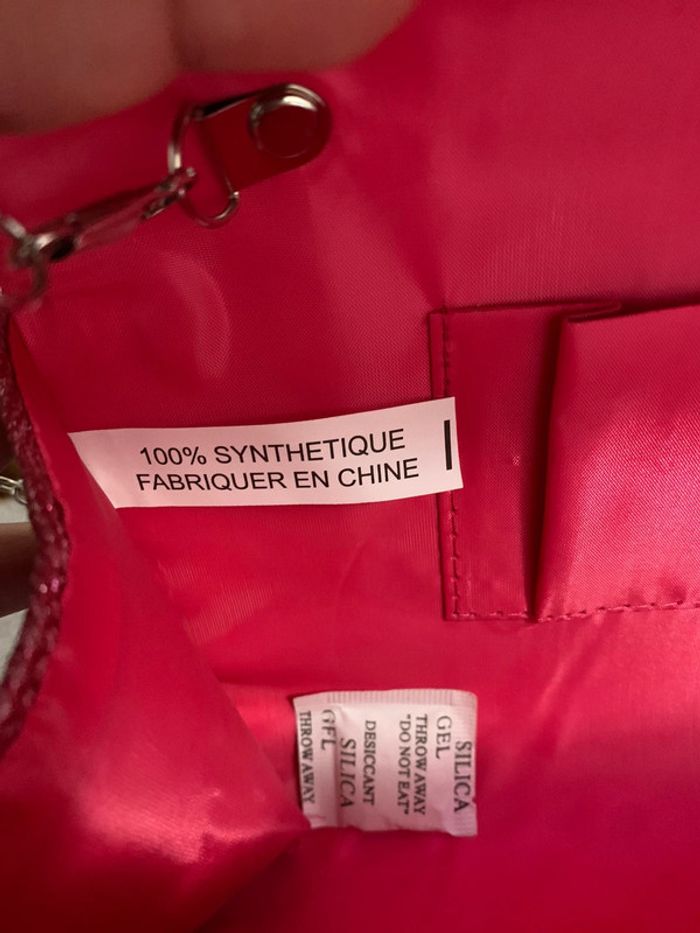 100% SYNTHETIQUE
FABRIQUER EN CHINE
SILICA
GEL
THROW AWAY
"DO NOT EAT"
DESICCANT
SILICA
GEL
THROW AWAY